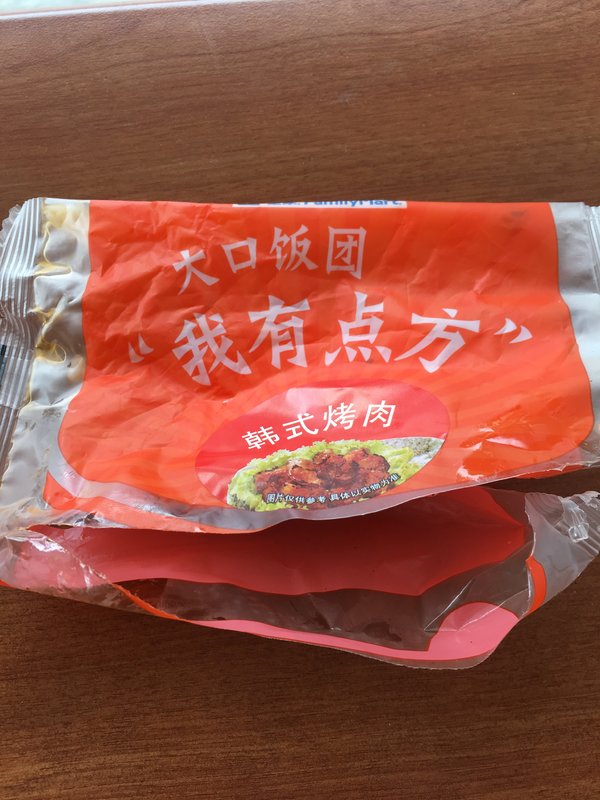 FamilyMart
大口饭团
“我有点方”
韩式烤肉
图片仅供参考 具体以实物为准